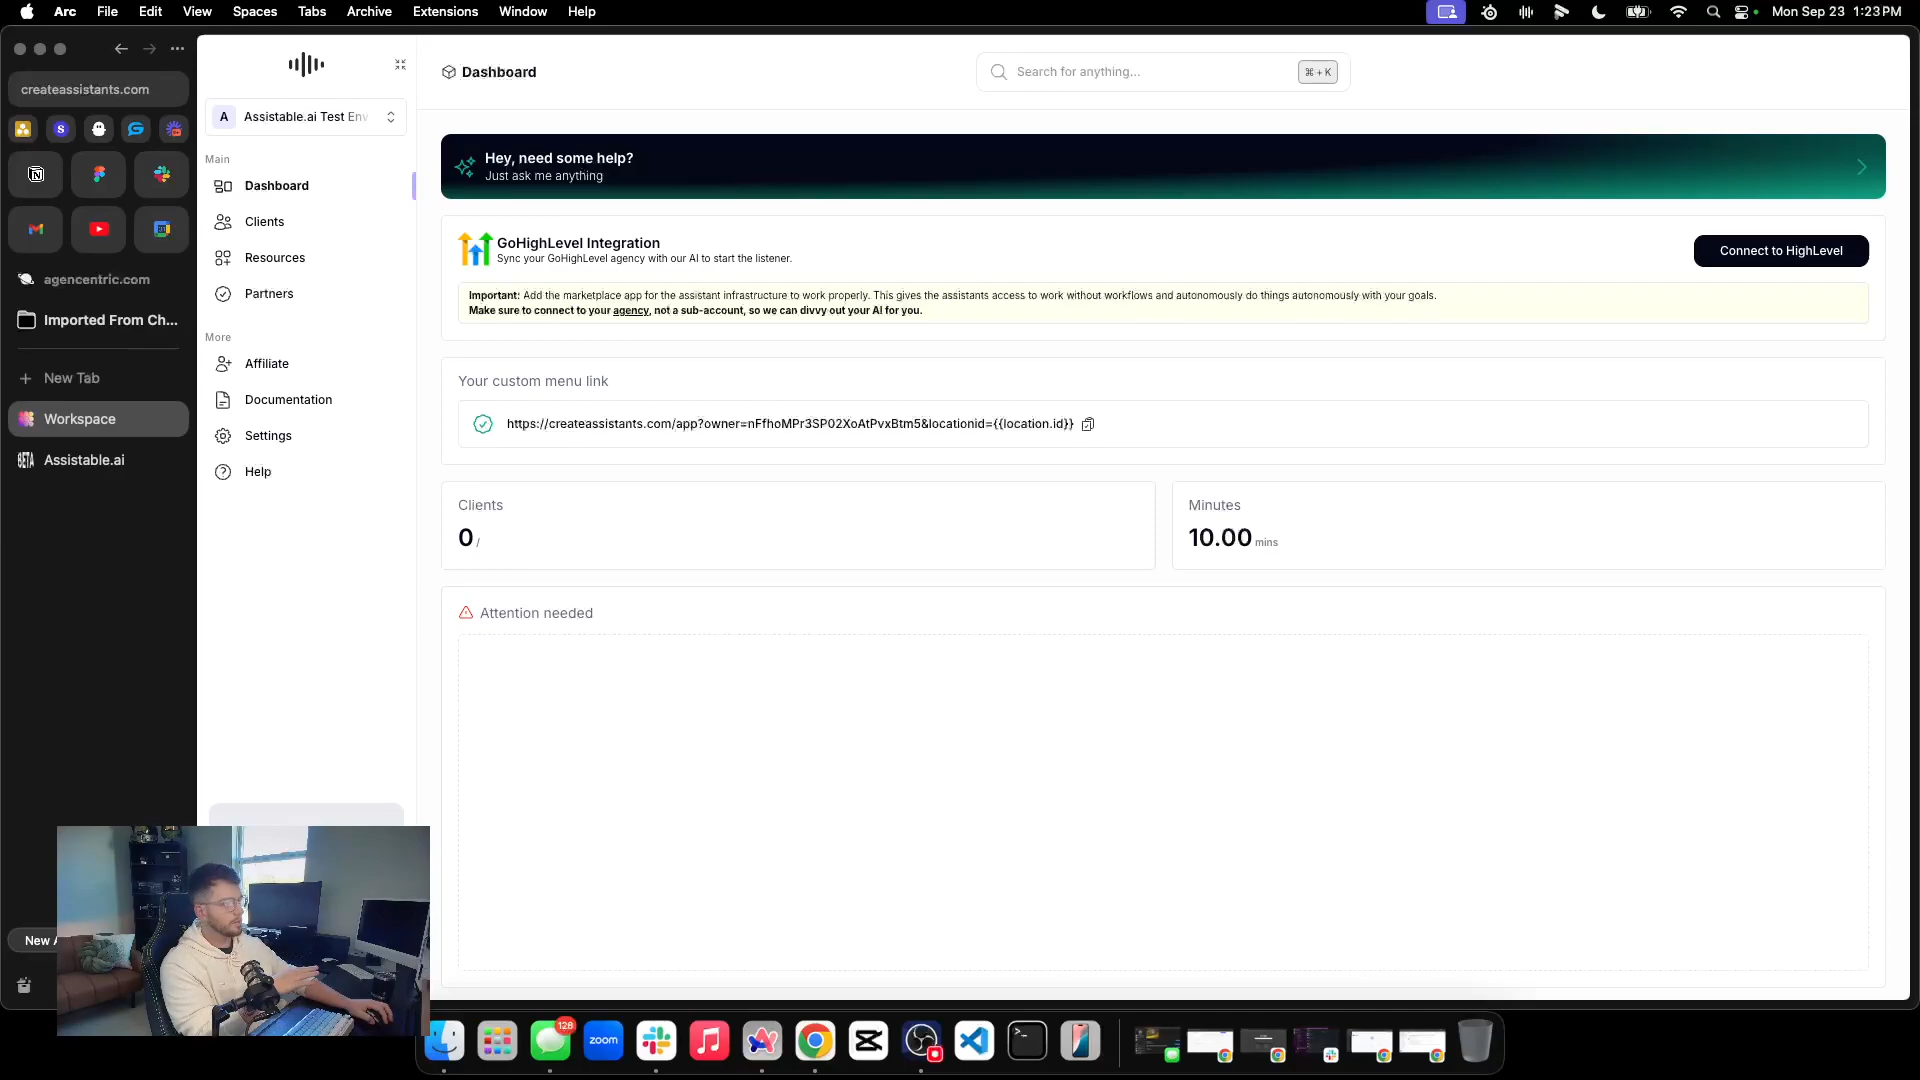 Arc File Edit View Spaces Tabs Archive Extensions Window Help
Mon Sep 23 1:23 PM
createassistants.com
agencentric.com
Imported From Ch...
New Tab
Workspace
Assistable.ai
A Assistable.ai Test Env
Main
Dashboard
Clients
Resources
Partners
More
Affiliate
Documentation
Settings
Help
Dashboard
Search for anything...
⌘ + K
Hey, need some help?
Just ask me anything
GoHighLevel Integration
Sync your GoHighLevel agency with our AI to start the listener.
Connect to HighLevel
Important: Add the marketplace app for the assistant infrastructure to work properly. This gives the assistants access to work without workflows and autonomously do things autonomously with your goals.
Make sure to connect to your agency, not a sub-account, so we can divvy out your AI for you.
Your custom menu link
https://createassistants.com/app?owner=nFfhoMPr3SP02XoAtPvxBtm5&locationid={{location.id}}
Clients
0 /
Minutes
10.00 mins
Attention needed
New
128
zoom